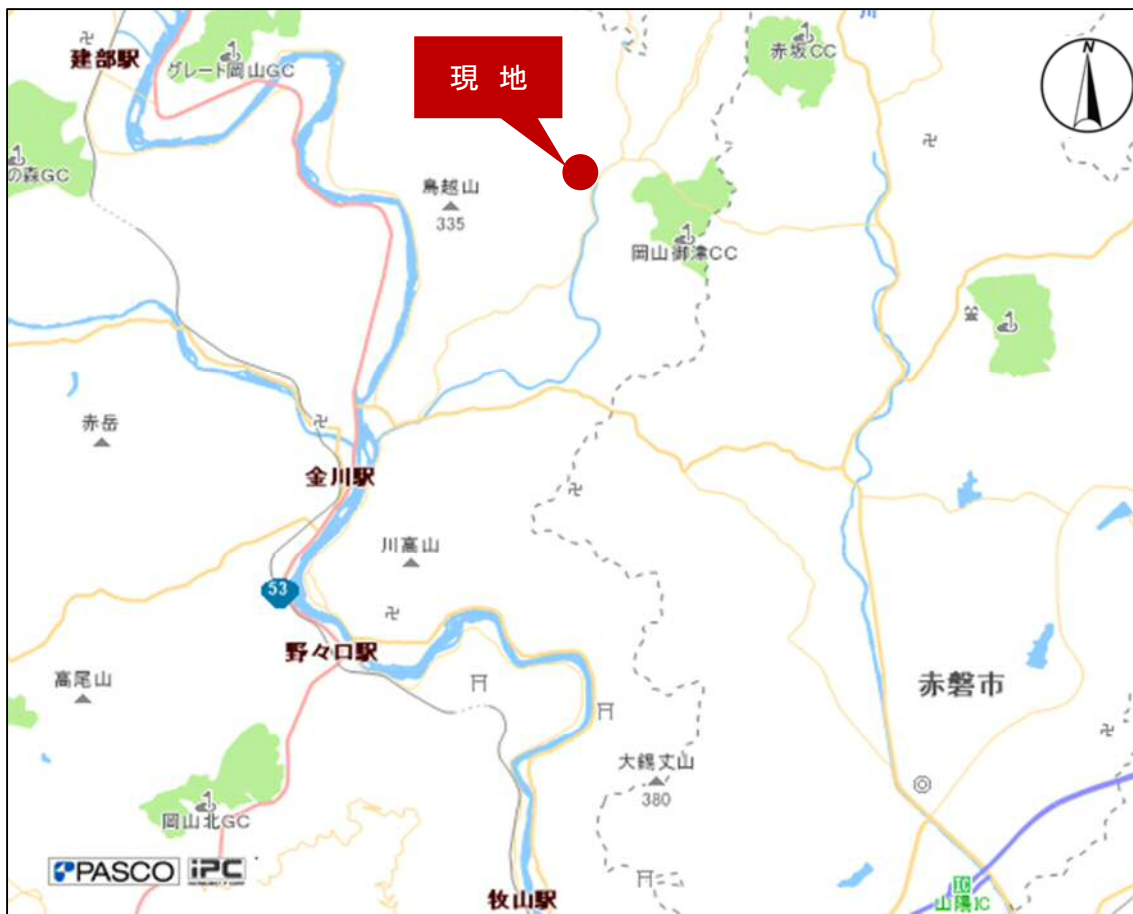 建部駅
グレート岡山GC
現 地
赤坂CC
N
の森GC
鳥越山
335
岡山御津CC
赤岳
金川駅
川高山
53
野々口駅
高尾山
赤磐市
大鍚丈山
380
岡山北GC
PASCO iPC
牧山駅
IC
山陽IC